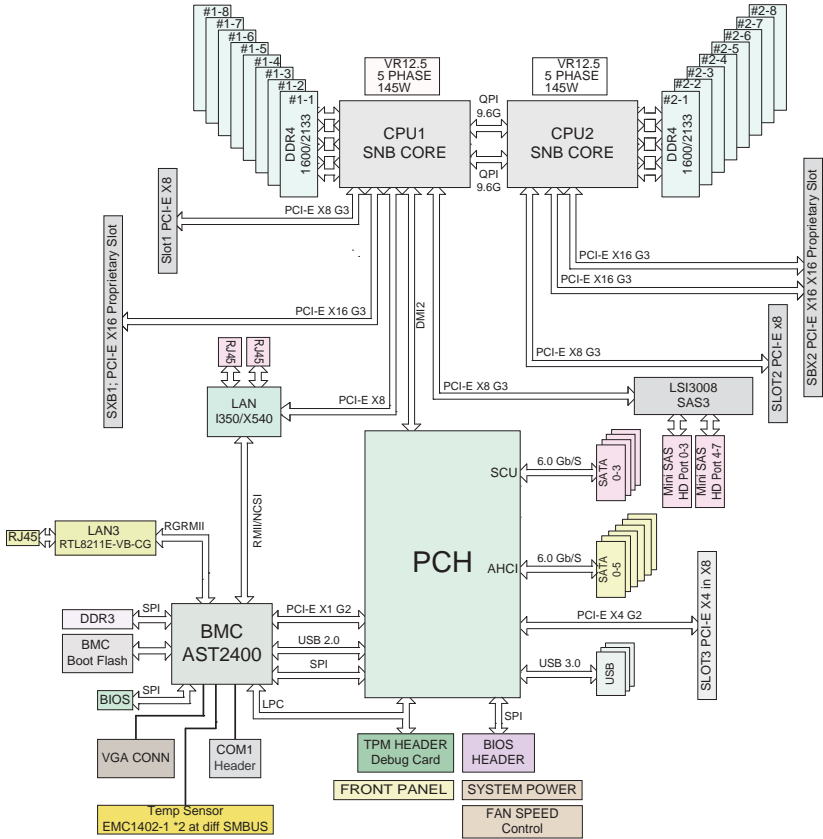 #1-8
#1-7
#1-6
#1-5
#1-4
#1-3
#1-2
#1-1
DDR4
1600/2133
VR12.5
5 PHASE
145W
CPU1
SNB CORE
QPI
9.6G
QPI
9.6G
VR12.5
5 PHASE
145W
CPU2
SNB CORE
#2-8
#2-7
#2-6
#2-5
#2-4
#2-3
#2-2
#2-1
DDR4
1600/2133
Slot1 PCI-E X8
PCI-E X8 G3
SXB1; PCI-E X16 Proprietary Slot
PCI-E X16 G3
DMI2
PCI-E X16 G3
PCI-E X16 G3
SBX2 PCI-E X16 X16 Proprietary Slot
PCI-E X8 G3
SLOT2 PCI-E x8
RJ45
RJ45
LAN
I350/X540
PCI-E X8
PCI-E X8 G3
LSI3008
SAS3
Mini SAS
HD Port 0-3
Mini SAS
HD Port 4-7
RMII/NCSI
PCH
SCU
6.0 Gb/S
SATA
0-3
AHCI
6.0 Gb/S
SATA
0-5
RJ45
LAN3
RTL8211E-VB-CG
RGRMII
PCI-E X4 G2
SLOT3 PCI-E X4 in X8
USB 3.0
USB
DDR3
SPI
BMC
Boot Flash
BMC
AST2400
PCI-E X1 G2
USB 2.0
SPI
BIOS
SPI
LPC
SPI
VGA CONN
COM1
Header
TPM HEADER
Debug Card
BIOS
HEADER
FRONT PANEL
SYSTEM POWER
Temp Sensor
EMC1402-1 *2 at diff SMBUS
FAN SPEED
Control